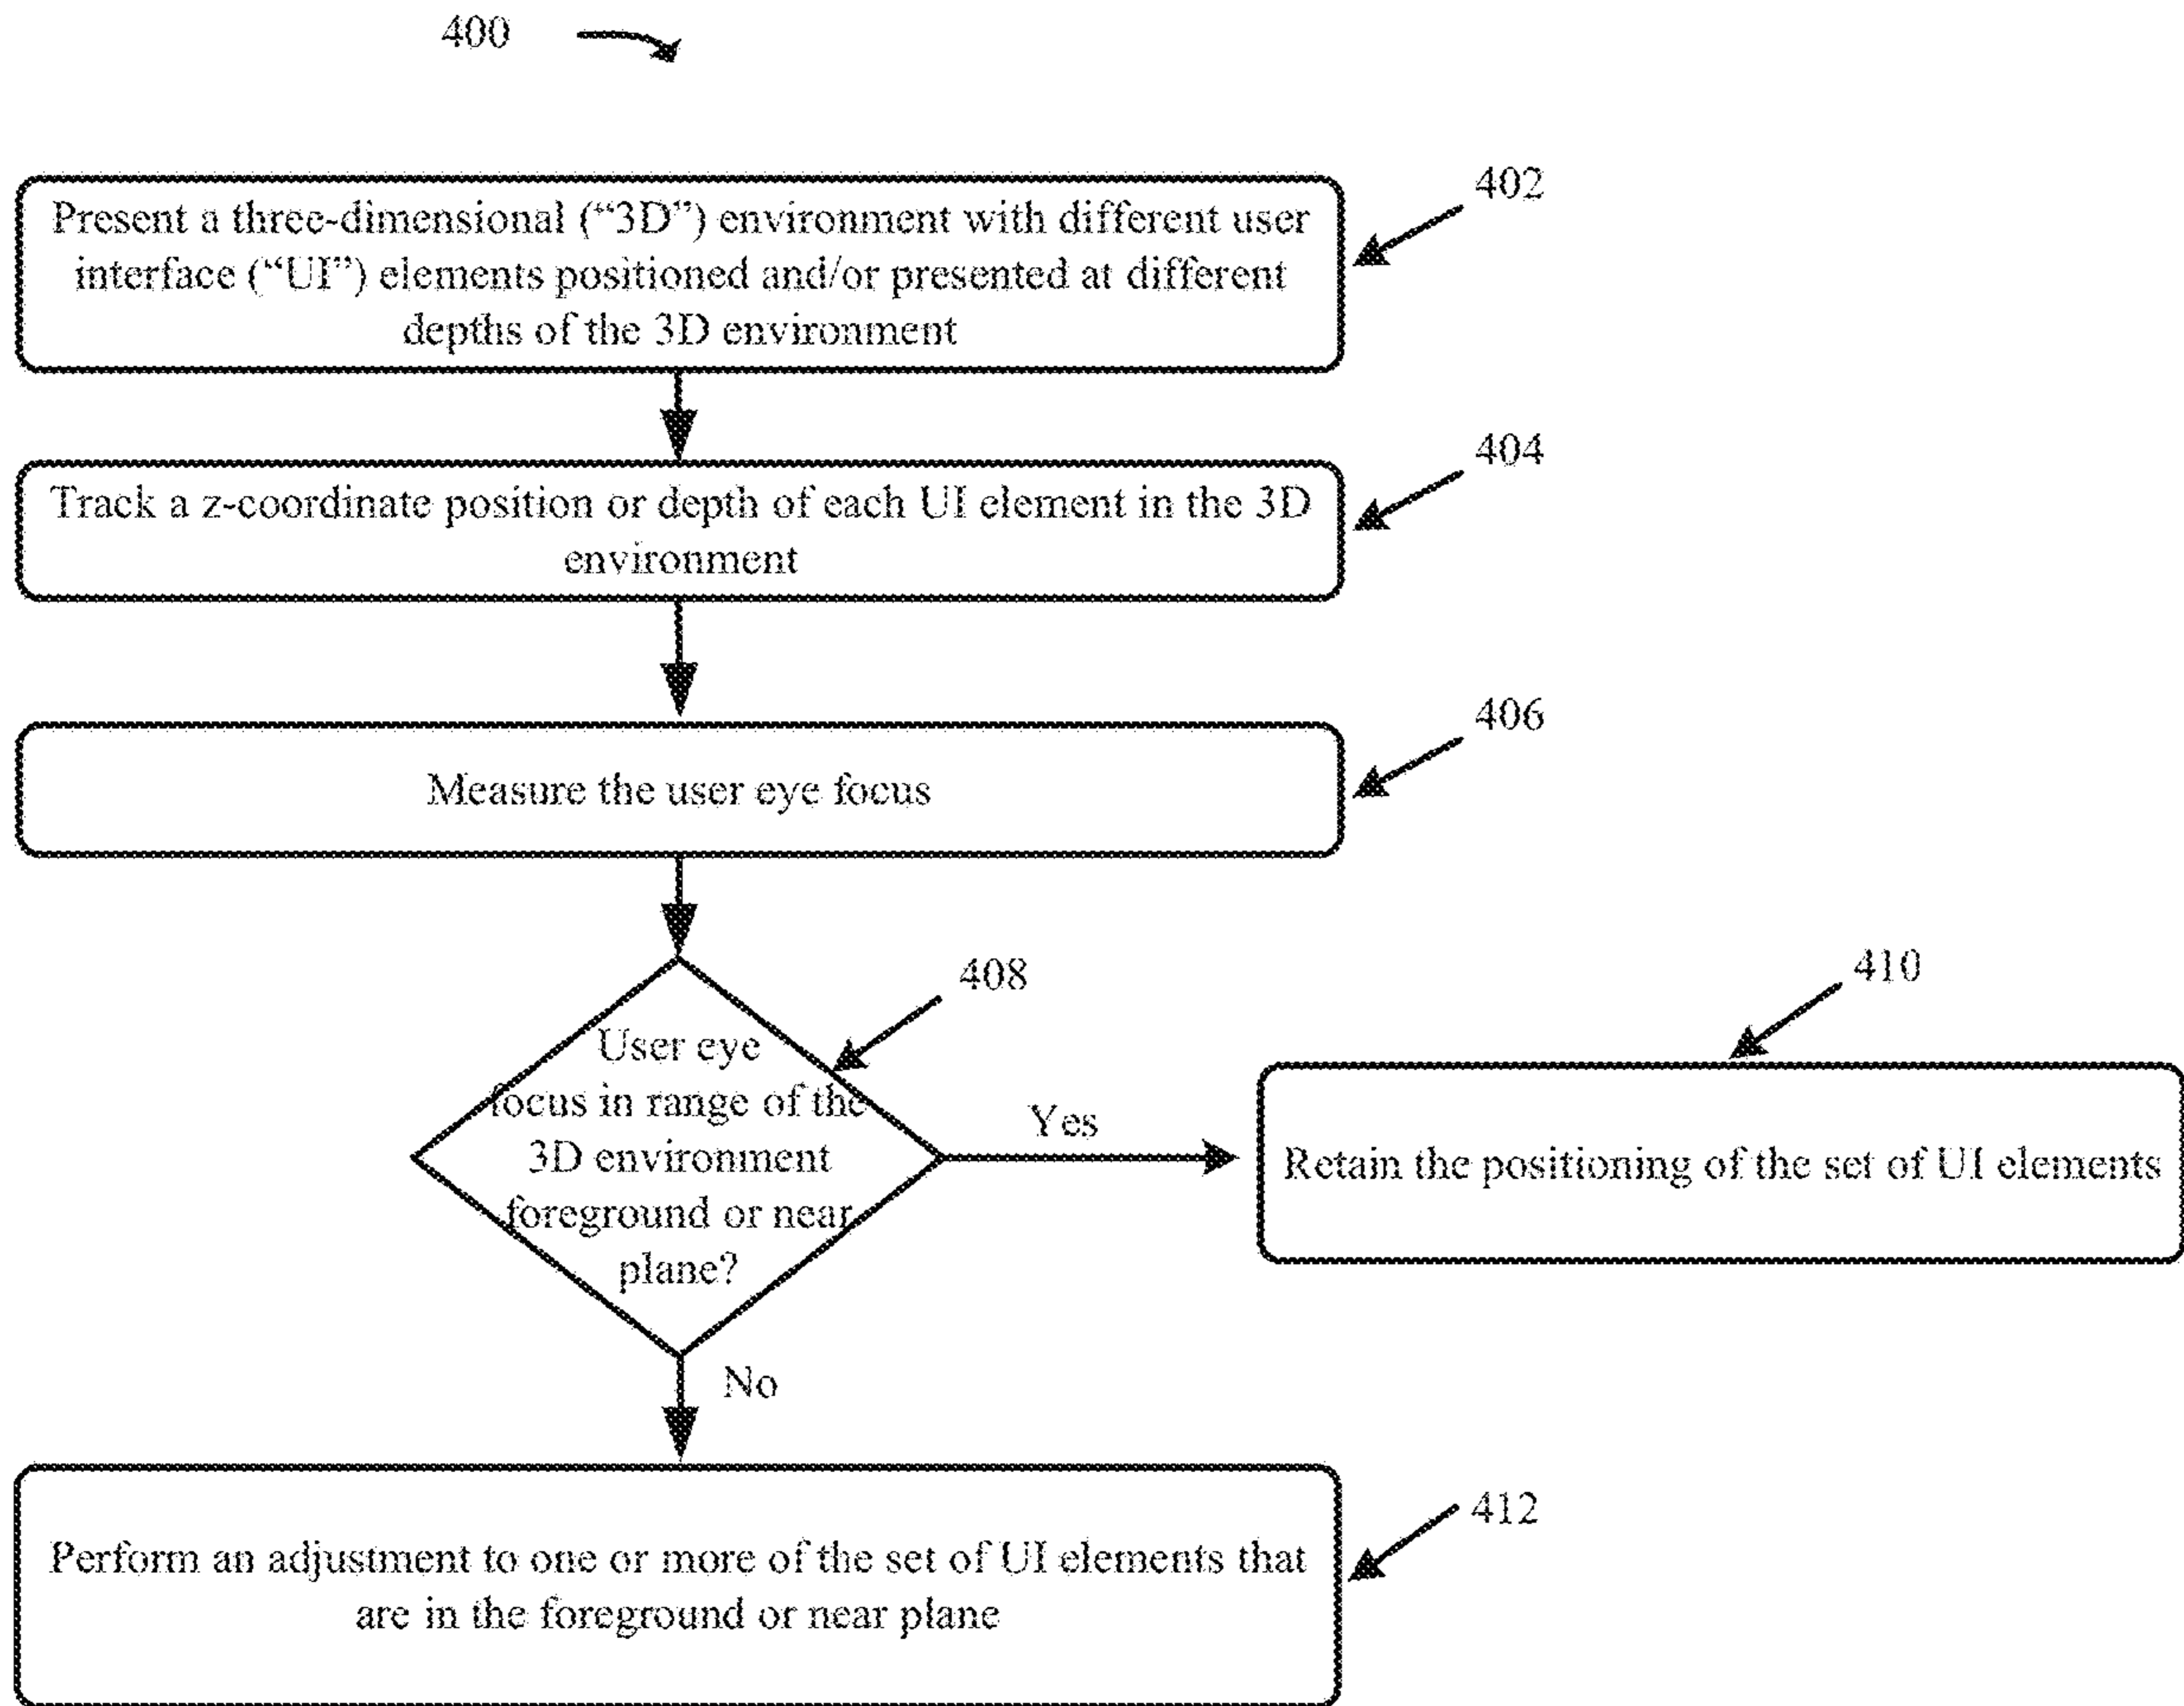 400
402
Present a three-dimensional (“3D”) environment with different user
interface (“UI”) elements positioned and/or presented at different
depths of the 3D environment
404
Track a z-coordinate position or depth of each UI element in the 3D
environment
406
Measure the user eye focus
408
User eye
focus in range of the
3D environment
foreground or near
plane?
Yes
410
Retain the positioning of the set of UI elements
No
412
Perform an adjustment to one or more of the set of UI elements that
are in the foreground or near plane